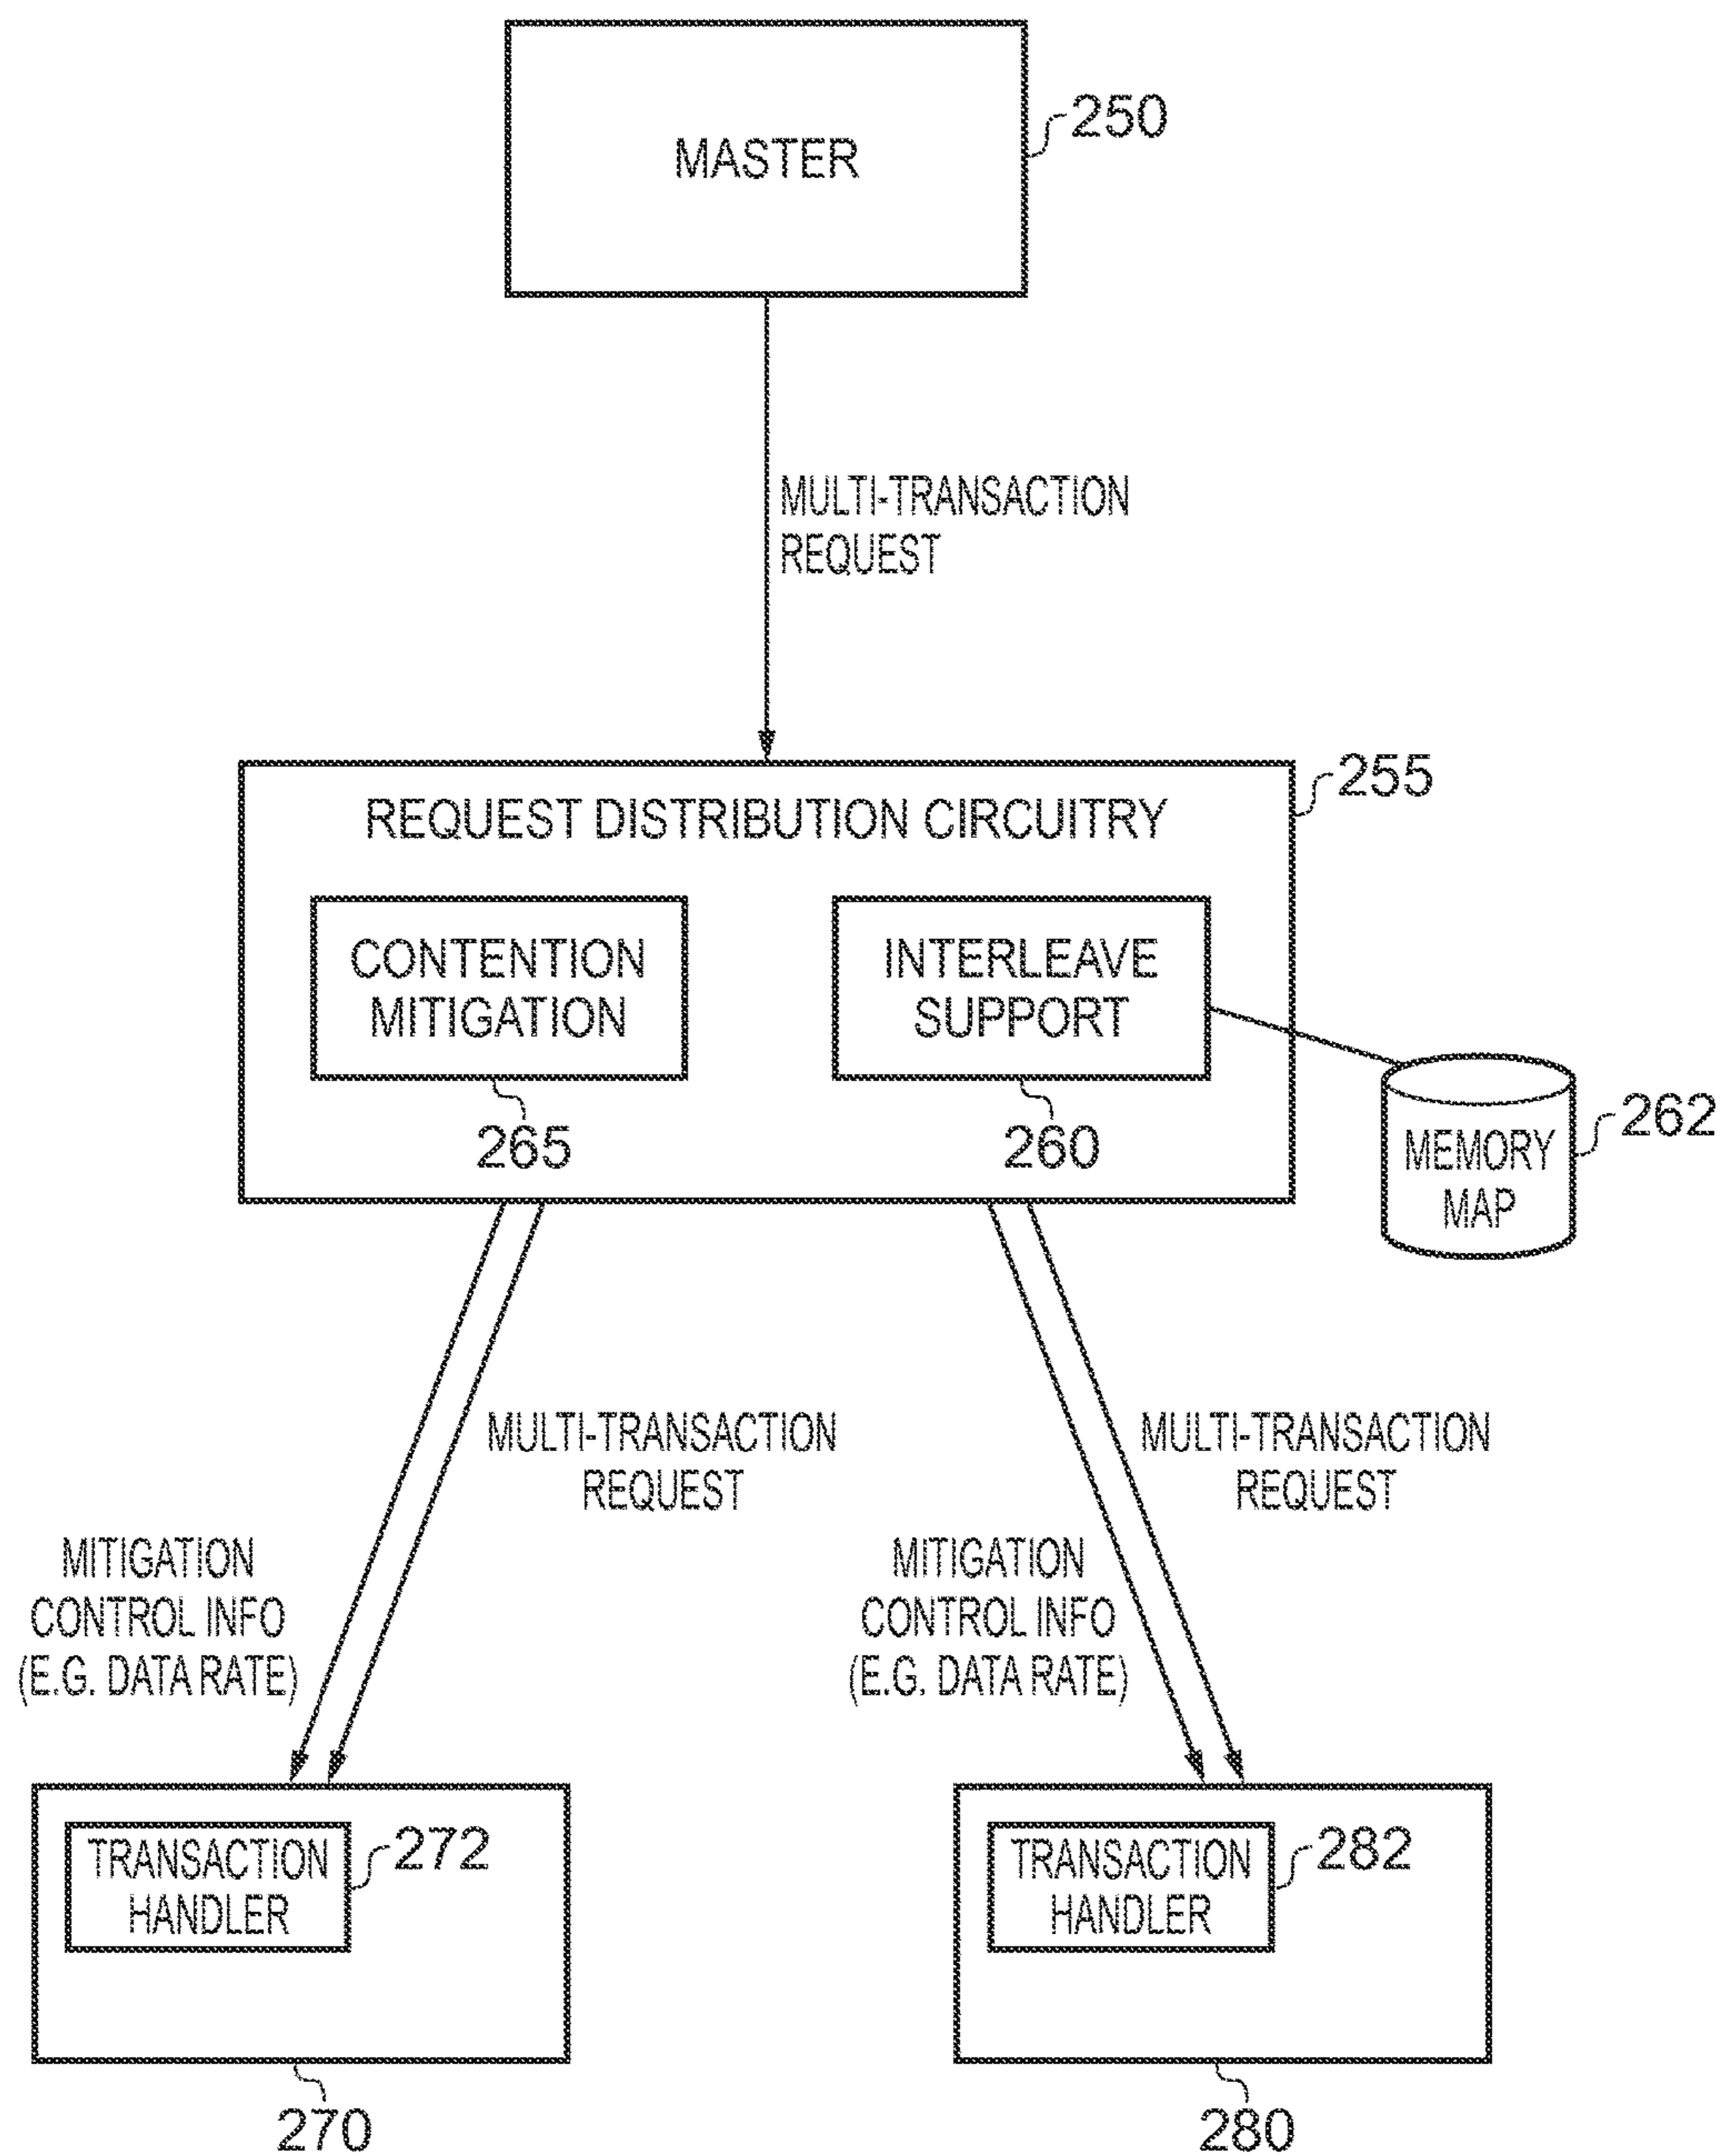 MASTER
250
MULTI-TRANSACTION
REQUEST
255
REQUEST DISTRIBUTION CIRCUITRY
CONTENTION
MITIGATION
265
INTERLEAVE
SUPPORT
260
MEMORY
MAP
262
MULTI-TRANSACTION
REQUEST
MITIGATION
CONTROL INFO
(E.G. DATA RATE)
MULTI-TRANSACTION
REQUEST
MITIGATION
CONTROL INFO
(E.G. DATA RATE)
TRANSACTION
HANDLER
272
270
TRANSACTION
HANDLER
282
280